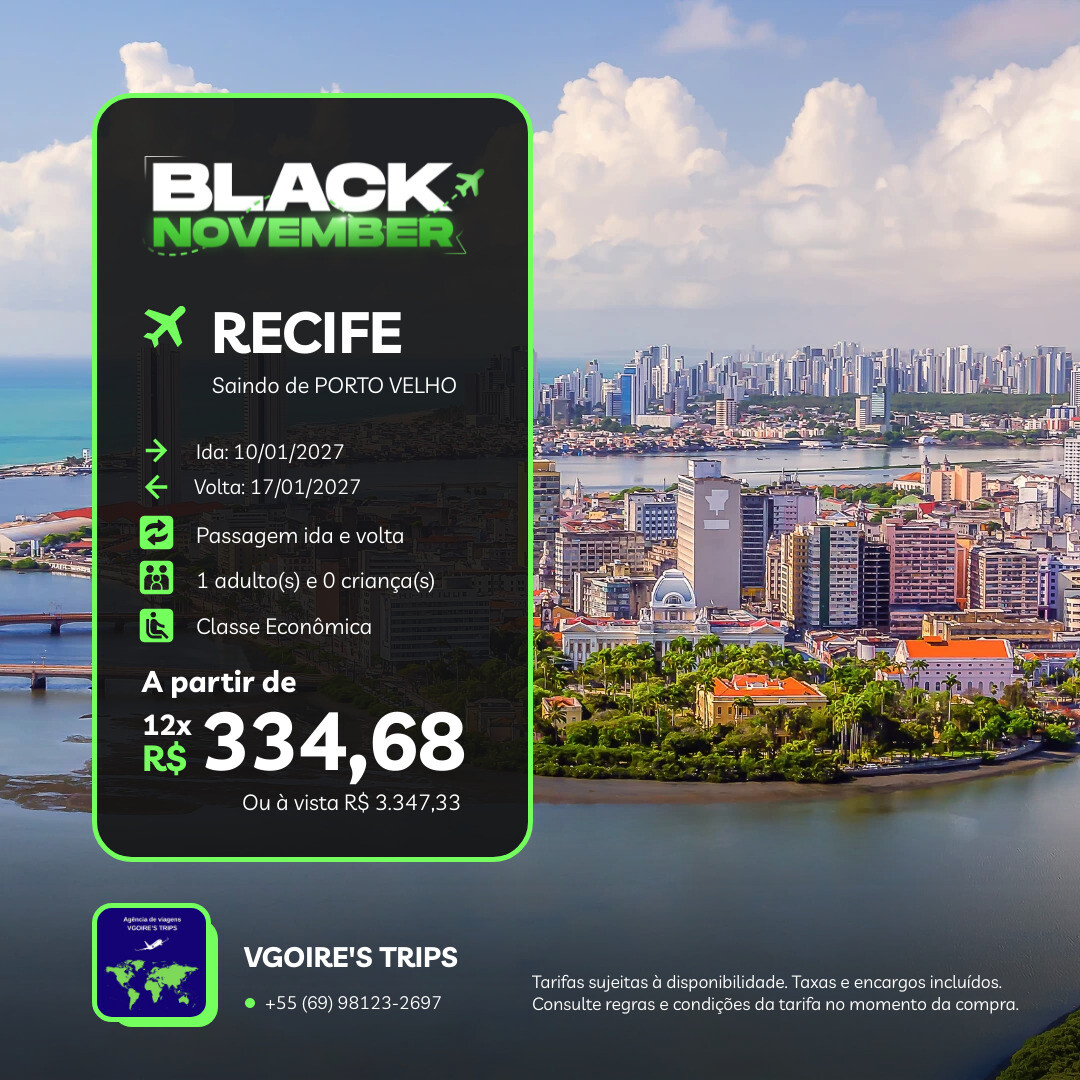 BLACK
NOVEMBER
RECIFE
Saindo de PORTO VELHO
Ida: 10/01/2027
Volta: 17/01/2027
Passagem ida e volta
1 adulto(s) e 0 criança(s)
Classe Econômica
A partir de
12x
R$ 334,68
Ou à vista R$ 3.347,33
Agência de viagens
VGOIRE'S TRIPS
VGOIRE'S TRIPS
+55 (69) 98123-2697
Tarifas sujeitas à disponibilidade. Taxas e encargos incluídos.
Consulte regras e condições da tarifa no momento da compra.